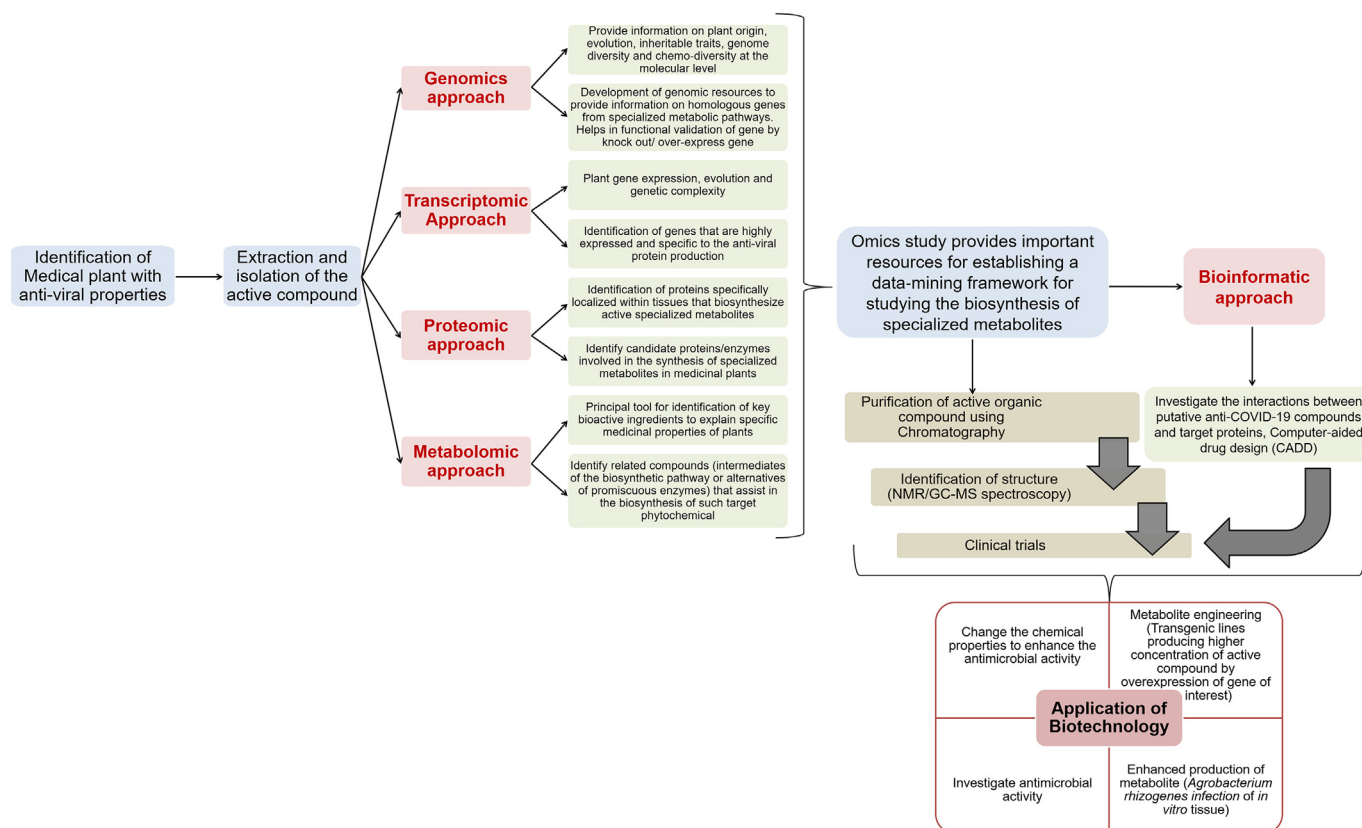 Identification of
Medical plant with
anti-viral properties
Extraction and
isolation of the
active compound
Genomics
approach
Provide information on plant origin,
evolution, inheritable traits, genome
diversity and chemo-diversity at the
molecular level
Development of genomic resources to
provide information on homologous genes
from specialized metabolic pathways.
Helps in functional validation of gene by
knock out/ over-express gene
Transcriptomic
Approach
Plant gene expression, evolution and
genetic complexity
Identification of genes that are highly
expressed and specific to the anti-viral
protein production
Proteomic
approach
Identification of proteins specifically
localized within tissues that biosynthesize
active specialized metabolites
Identify candidate proteins/enzymes
involved in the synthesis of specialized
metabolites in medicinal plants
Metabolomic
approach
Principal tool for identification of key
bioactive ingredients to explain specific
medicinal properties of plants
Identify related compounds (intermediates
of the biosynthetic pathway or alternatives
of promiscuous enzymes) that assist in
the biosynthesis of such target
phytochemical
Omics study provides important
resources for establishing a
data-mining framework for
studying the biosynthesis of
specialized metabolites
Bioinformatic
approach
Purification of active organic
compound using
Chromatography
Identification of structure
(NMR/GC-MS spectroscopy)
Clinical trials
Investigate the interactions between
putative anti-COVID-19 compounds
and target proteins, Computer-aided
drug design (CADD)
Change the chemical
properties to enhance the
antimicrobial activity
Metabolite engineering
(Transgenic lines
producing higher
concentration of active
compound by
overexpression of gene of
interest)
Application of
Biotechnology
Investigate antimicrobial
activity
Enhanced production of
metabolite (Agrobacterium
rhizogenes infection of in
vitro tissue)